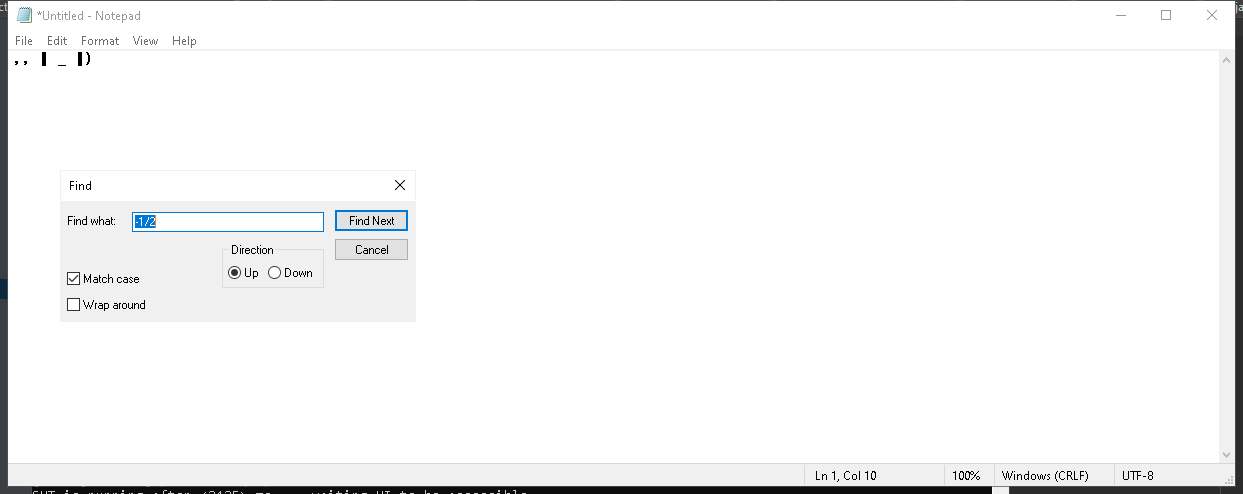 *Untitled - Notepad
File Edit Format View Help
,, ▌ _ ▐)
Find
Find what: -1/2 Find Next
Direction Cancel
Up Down
Match case
Wrap around
Ln 1, Col 10 100% Windows (CRLF) UTF-8